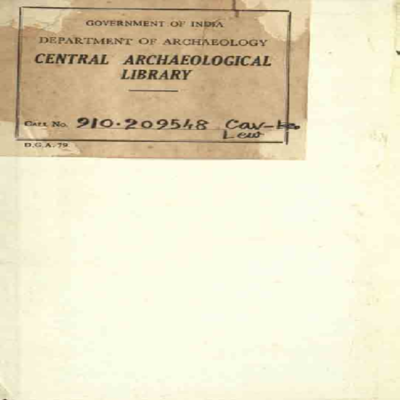 GOVERNMENT OF INDIA
DEPARTMENT OF ARCHAEOLOGY
CENTRAL ARCHAEOLOGICAL
LIBRARY
CALL No. 910.209548 Cav-
Lew
D.G.A. 79.